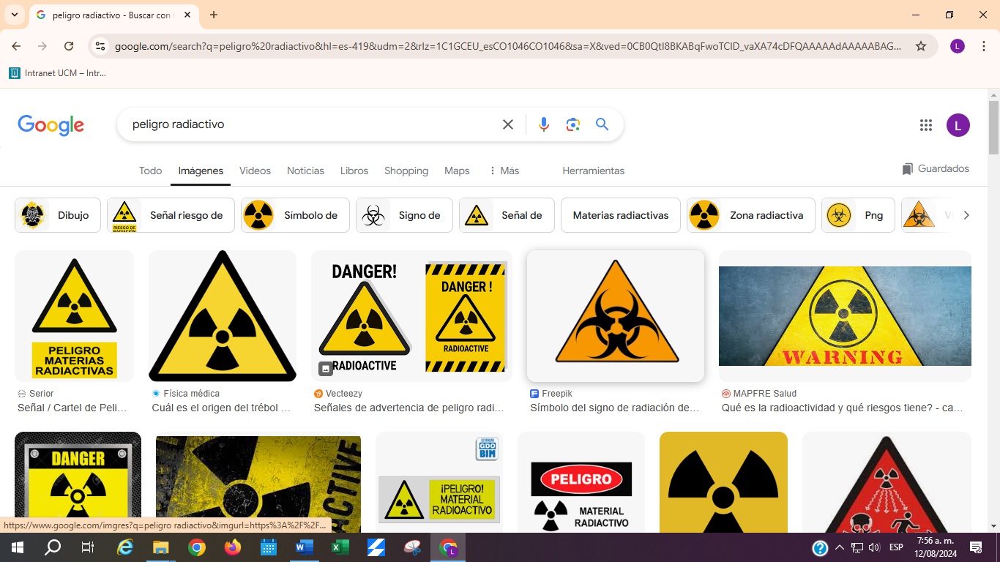 peligro radiactivo - Buscar con
google.com/search?q=peligro%20radiactivo&hl=es-419&udm=2&rlz=1C1GCEU_esCO1046CO1046&sa=X&ved=0CB0QtI8BKABqFwoTCID_vaXA74cDFQAAAAAdAAAAABAG...
L
Intranet UCM – Intr...
Google
peligro radiactivo
L
Todo
Imágenes
Videos
Noticias
Libros
Shopping
Maps
Más
Herramientas
Guardados
Dibujo
RIESGO DE
RADIACIÓN
Señal riesgo de
Símbolo de
Signo de
Señal de
Materias radiactivas
Zona radiactiva
Png
PELIGRO
MATERIAS
RADIACTIVAS
DANGER!
RADIOACTIVE
DANGER !
RADIOACTIVE
WARNING
Serior
Señal / Cartel de Peli...
Física médica
Cuál es el origen del trébol ...
Vecteezy
Señales de advertencia de peligro radi...
Freepik
Símbolo del signo de radiación de...
MAPFRE Salud
Qué es la radioactividad y qué riesgos tiene? - ca...
DANGER
ACTIVE
GDO
BIM
¡PELIGRO!
MATERIAL
RADIOACTIVO
PELIGRO
MATERIAL
RADIOACTIVO
https://www.google.com/imgres?q=peligro radiactivo&imgurl=https%3A%2F%2F...
ESP
7:56 a. m.
12/08/2024